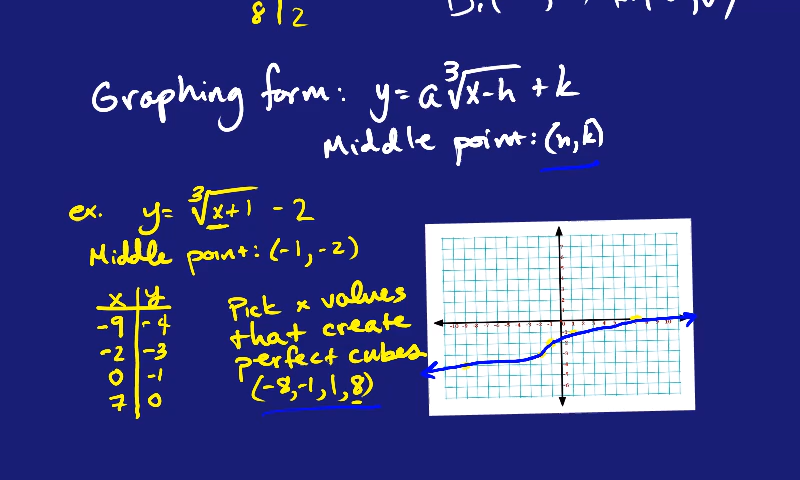 8 | 2
Graphing form: y = a∛x-h + k
Middle point: (h, k)
ex. y = ∛x+1 - 2
Middle point: (-1, -2)
x | y
-9 | -4
-2 | -3
0 | -1
7 | 0
Pick x values
that create
perfect cubes
(-8, -1, 1, 8)